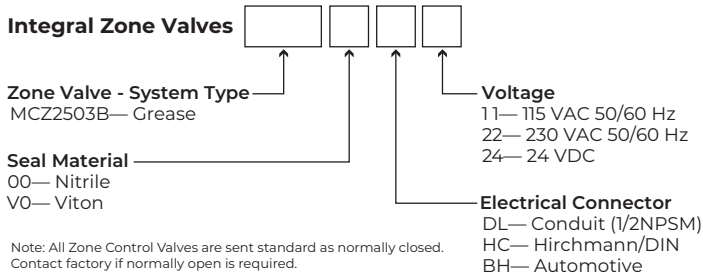 Integral Zone Valves
Zone Valve - System Type
MCZ2503B— Grease
Seal Material
00— Nitrile
V0— Viton
Note: All Zone Control Valves are sent standard as normally closed.
Contact factory if normally open is required.
Voltage
11— 115 VAC 50/60 Hz
22— 230 VAC 50/60 Hz
24— 24 VDC
Electrical Connector
DL— Conduit (1/2NPSM)
HC— Hirchmann/DIN
BH— Automotive